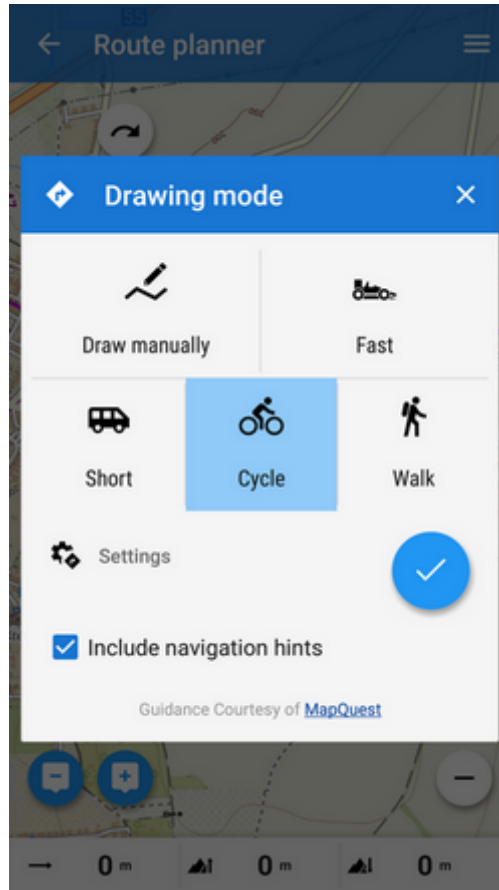 55
Route planner
Drawing mode
Draw manually
Fast
Short
Cycle
Walk
Settings
Include navigation hints
Guidance Courtesy of MapQuest
0 m
0 m
0 m